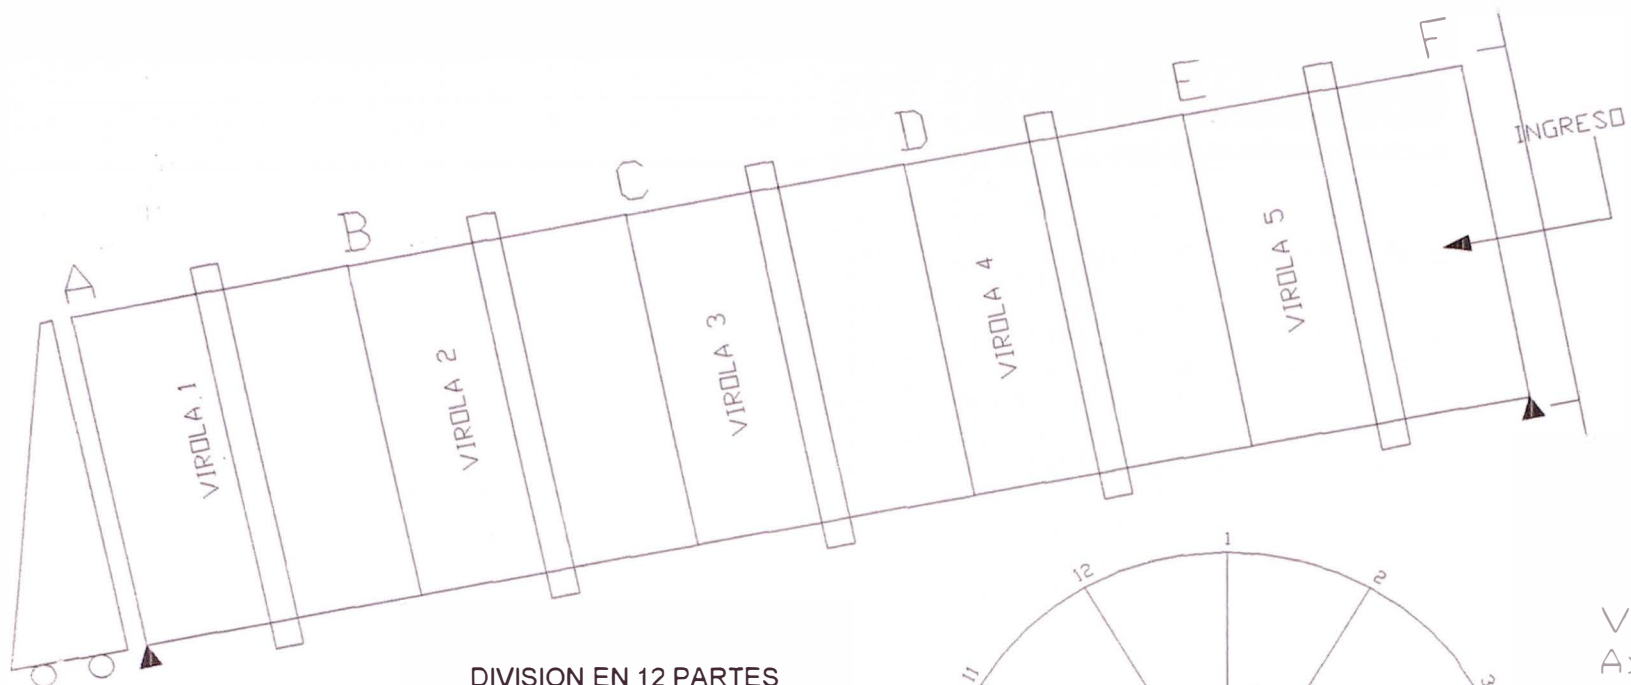 F
E
INGRESO
D
C
B
A
VIROLA 1
VIROLA 2
VIROLA 3
VIROLA 4
VIROLA 5
DIVISION EN 12 PARTES
11
12
1
2
3